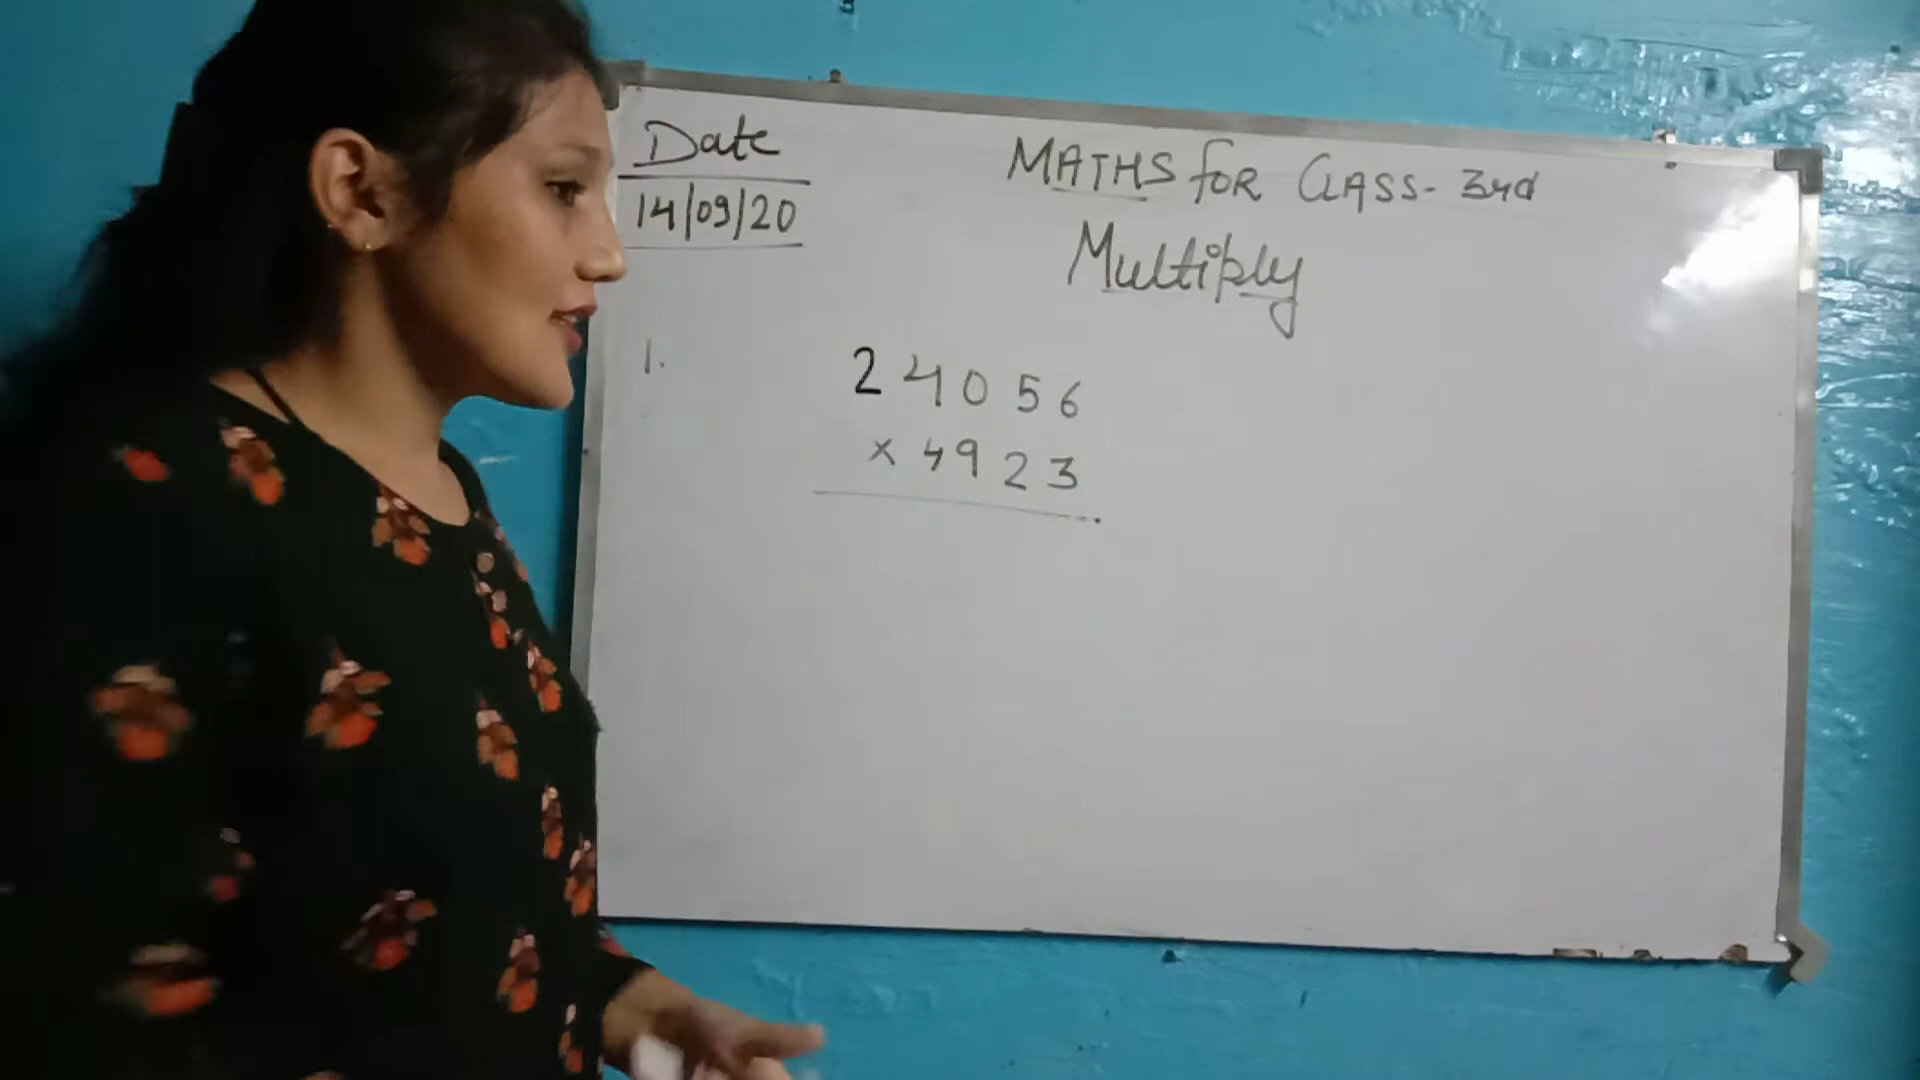 Date
14/09/20
MATHS FOR CLASS- 3rd
Multiply
1.
24056
× 4923